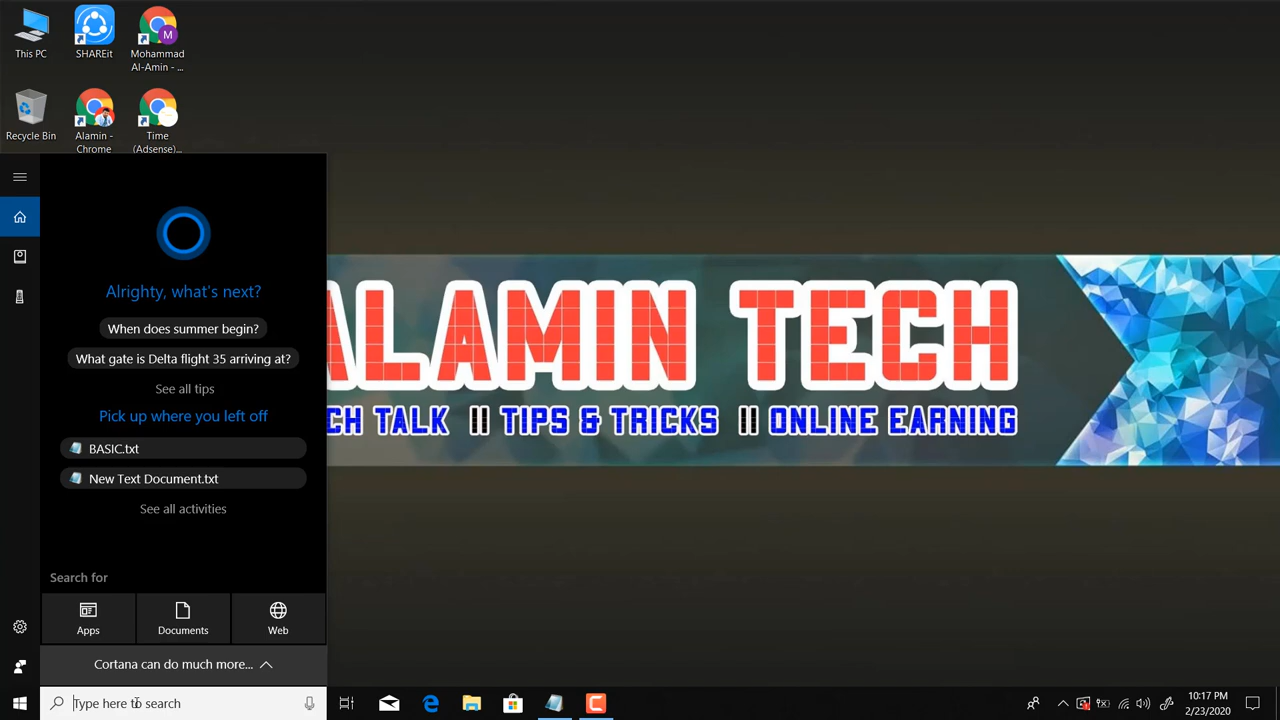 This PC
SHAREit
Mohammad
Al-Amin - ...
M
Recycle Bin
Alamin -
Chrome
Time
(Adsense)...
Alrighty, what's next?
When does summer begin?
What gate is Delta flight 35 arriving at?
See all tips
Pick up where you left off
BASIC.txt
New Text Document.txt
See all activities
Search for
Apps
Documents
Web
Cortana can do much more...
Type here to search
ALAMIN TECH
CH TALK || TIPS & TRICKS || ONLINE EARNING
10:17 PM
2/23/2020